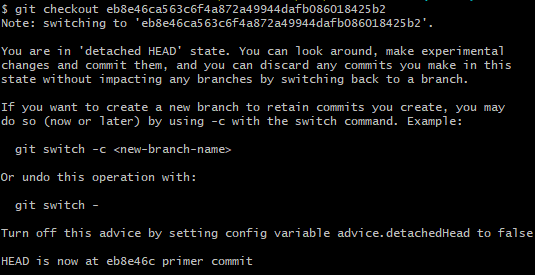 $ git checkout eb8e46ca563c6f4a872a49944dafb086018425b2
Note: switching to 'eb8e46ca563c6f4a872a49944dafb086018425b2'.
You are in 'detached HEAD' state. You can look around, make experimental
changes and commit them, and you can discard any commits you make in this
state without impacting any branches by switching back to a branch.
If you want to create a new branch to retain commits you create, you may
do so (now or later) by using -c with the switch command. Example:
git switch -c <new-branch-name>
Or undo this operation with:
git switch -
Turn off this advice by setting config variable advice.detachedHead to false
HEAD is now at eb8e46c primer commit